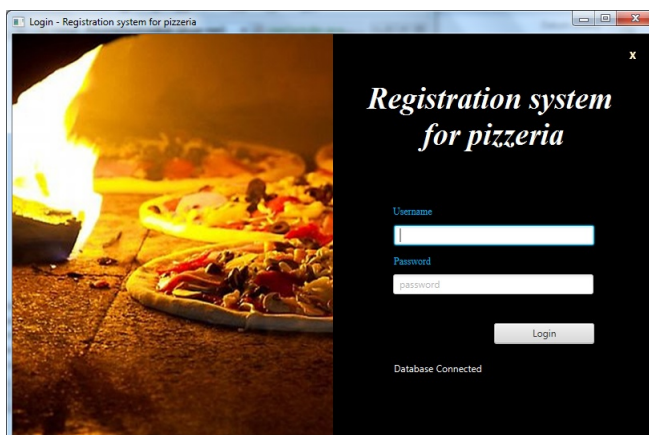 Login - Registration system for pizzeria
x
Registration system
for pizzeria
Username
Password
password
Login
Database Connected